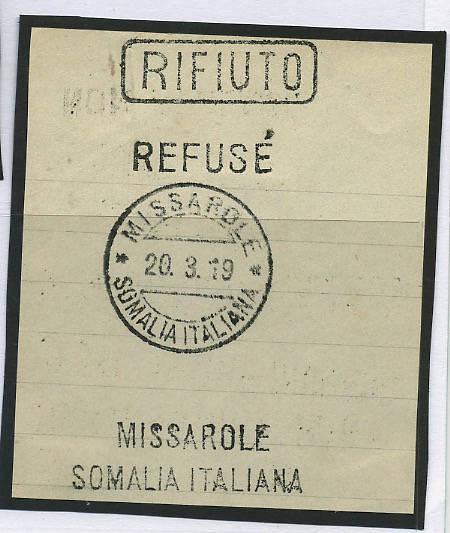 RIFIUTO
REFUSÉ
* MISSAROLE *
20. 3. 19
SOMALIA ITALIANA
MISSAROLE
SOMALIA ITALIANA